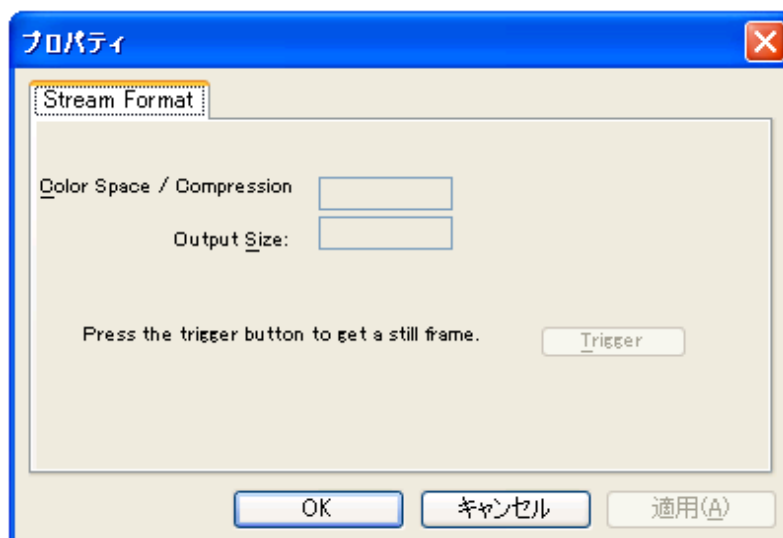 プロパティ
Stream Format
Color Space / Compression
Output Size:
Press the trigger button to get a still frame.
Trigger
OK
キャンセル
適用(A)